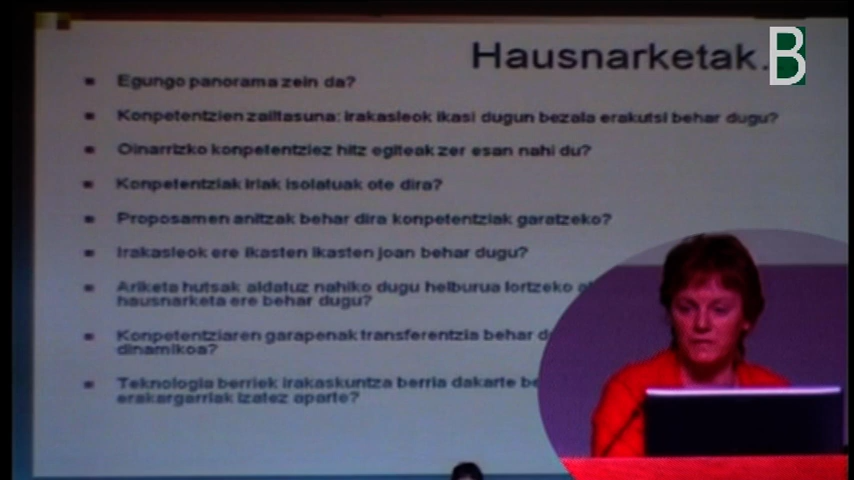 B
Hausnarketak.
Egungo panorama zein da?
Konpetentzien zailtasuna: irakasleok ikasi dugun bezala erakutsi behar dugu?
Oinarrizko konpetentziez hitz egiteak zer esan nahi du?
Konpetentziak irlak isolatuak ote dira?
Proposamen anitzak behar dira konpetentziak garatzeko?
Irakasleok ere ikasten ikasten joan behar dugu?
Ariketa hutsak aldatuz nahiko dugu helburua lortzeko
hausnarketa ere behar dugu?
Konpetentziaren garapenak transferentzia behar
dinamikoa?
Teknologia berriek irakaskuntza berria dakarte
erakargarriak izatez aparte?